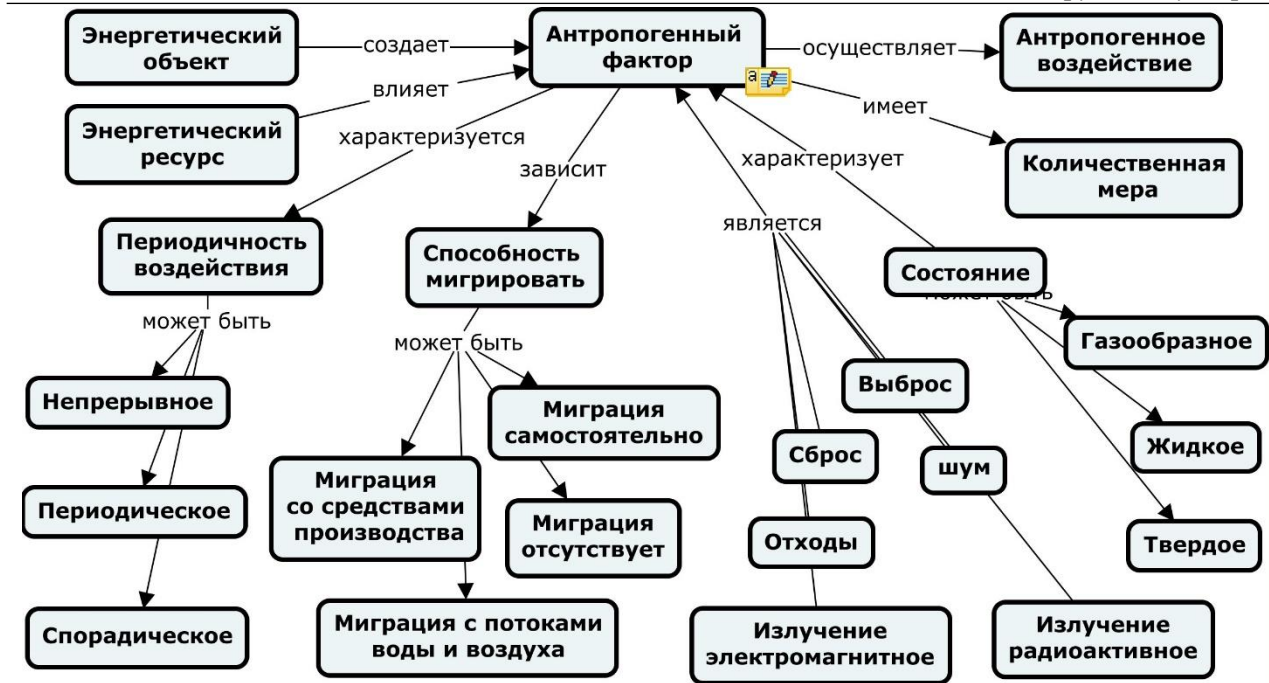 Энергетический
объект
создает
Антропогенный
фактор
осуществляет
Антропогенное
воздействие
Энергетический
ресурс
влияет
имеет
Количественная
мера
характеризуется
зависит
характеризует
Периодичность
воздействия
Способность
мигрировать
является
Состояние
может быть
может быть
может быть
Газообразное
Непрерывное
Миграция
самостоятельно
Выброс
Жидкое
Миграция
со средствами
производства
Сброс
шум
Периодическое
Миграция
отсутствует
Отходы
Твердое
Спорадическое
Миграция с потоками
воды и воздуха
Излучение
электромагнитное
Излучение
радиоактивное